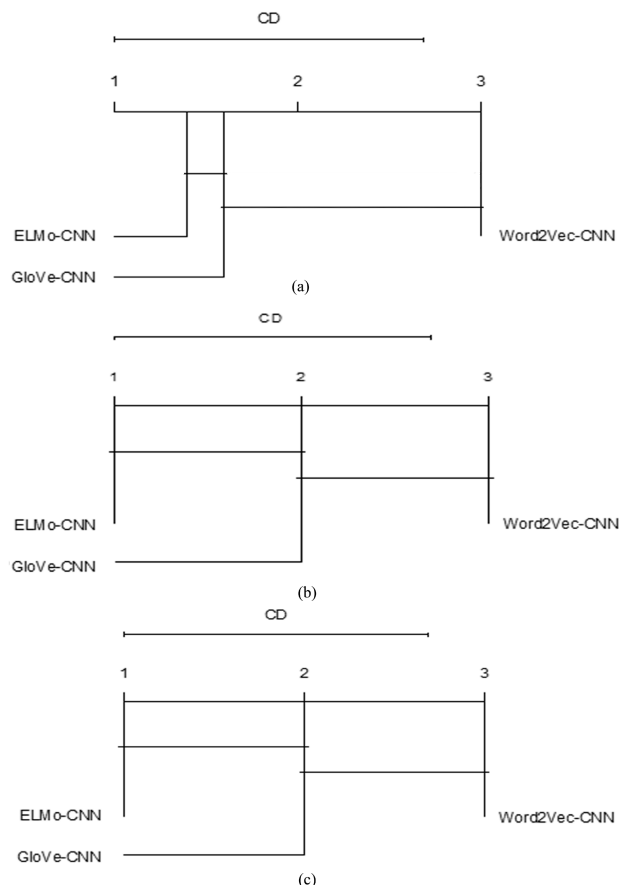 CD
1 2 3
ELMo-CNN Word2Vec-CNN
GloVe-CNN
(a)
CD
1 2 3
ELMo-CNN Word2Vec-CNN
GloVe-CNN
(b)
CD
1 2 3
ELMo-CNN Word2Vec-CNN
GloVe-CNN
(c)